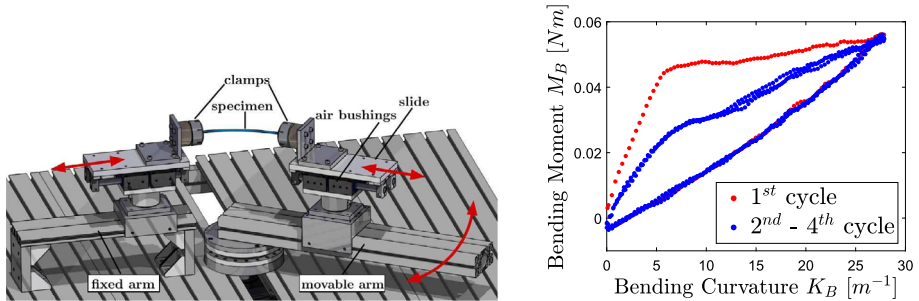 clamps
specimen
slide
air bushings
fixed arm
movable arm
Bending Moment M_B [Nm]
0.06
0.04
0.02
0
0 5 10 15 20 25 30
1^st cycle
2^nd - 4^th cycle
Bending Curvature K_B [m^-1]